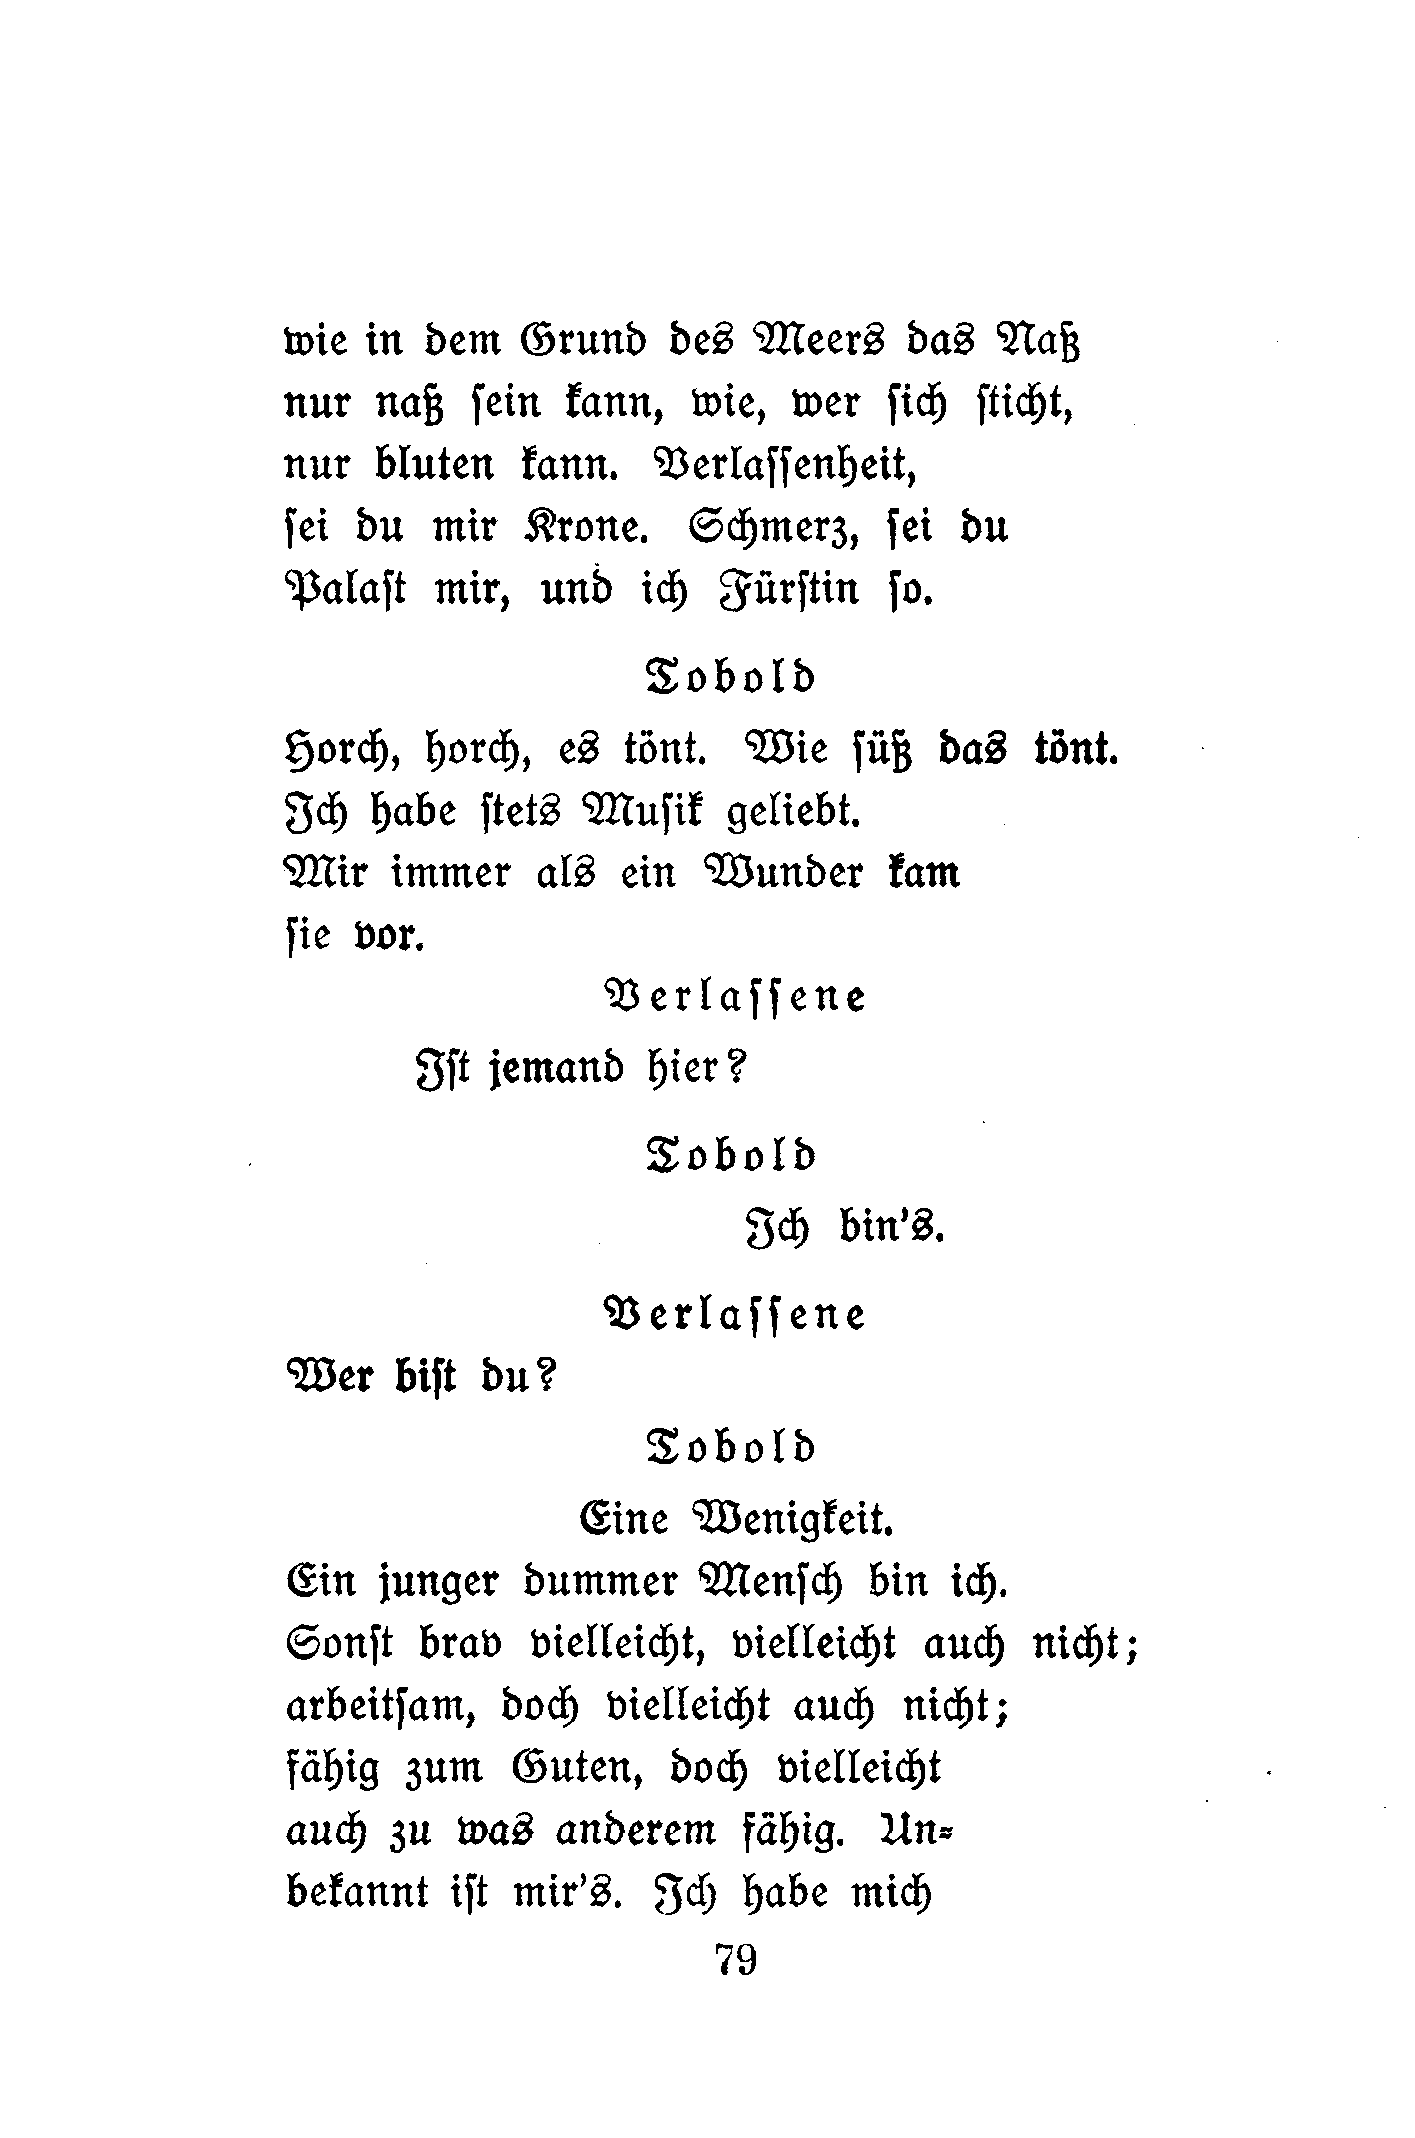 wie in dem Grund des Meers das Naß
nur naß sein kann, wie, wer sich sticht,
nur bluten kann. Verlassenheit,
sei du mir Krone. Schmerz, sei du
Palast mir, und ich Fürstin so.
Tobold
Horch, horch, es tönt. Wie süß das tönt.
Ich habe stets Musik geliebt.
Mir immer als ein Wunder kam
sie vor.
Verlassene
Ist jemand hier?
Tobold
Ich bin's.
Verlassene
Wer bist du?
Tobold
Eine Wenigkeit.
Ein junger dummer Mensch bin ich.
Sonst brav vielleicht, vielleicht auch nicht;
arbeitsam, doch vielleicht auch nicht;
fähig zum Guten, doch vielleicht
auch zu was anderem fähig. Un-
bekannt ist mir's. Ich habe mich
79